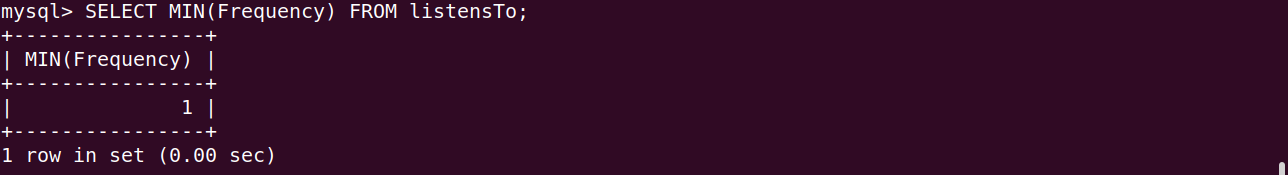 mysql> SELECT MIN(Frequency) FROM listensTo;
+----------------+
| MIN(Frequency) |
+----------------+
|              1 |
+----------------+
1 row in set (0.00 sec)